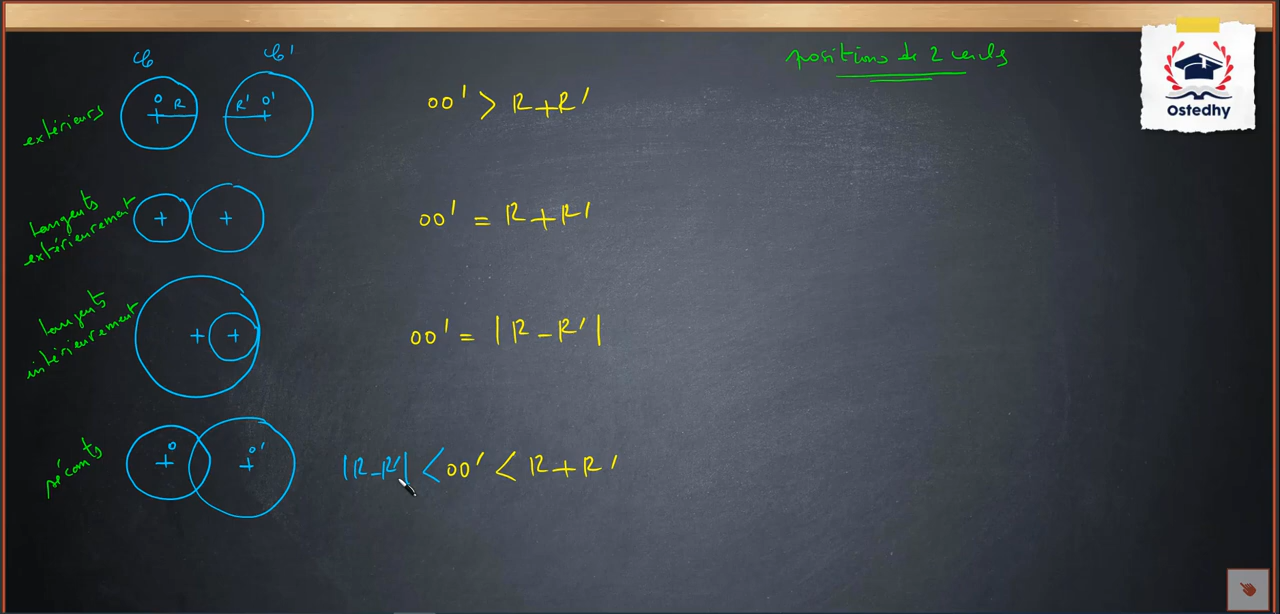 positions de 2 cercles
Ostedhy
C C'
extérieurs
O R R' O'
OO' > R + R'
tangents
extérieurement
OO' = R + R'
tangents
intérieurement
OO' = |R - R'|
sécants
O O'
|R - R'| < OO' < R + R'